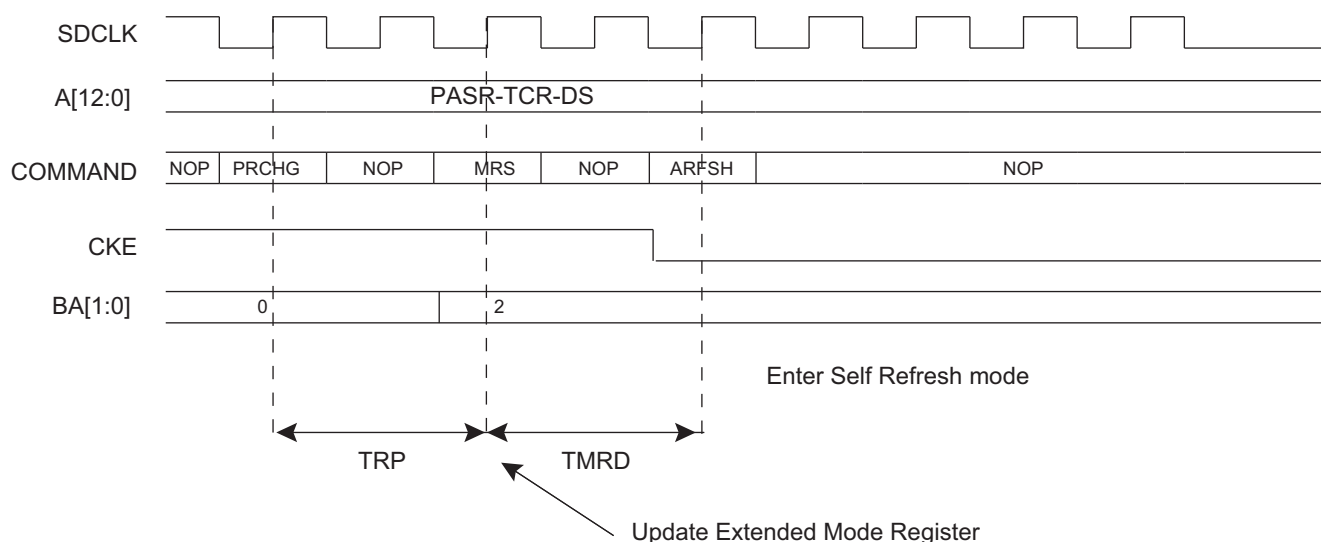 SDCLK
A[12:0] PASR-TCR-DS
COMMAND NOP PRCHG NOP MRS NOP ARFSH NOP
CKE
BA[1:0] 0 2
Enter Self Refresh mode
TRP TMRD
Update Extended Mode Register